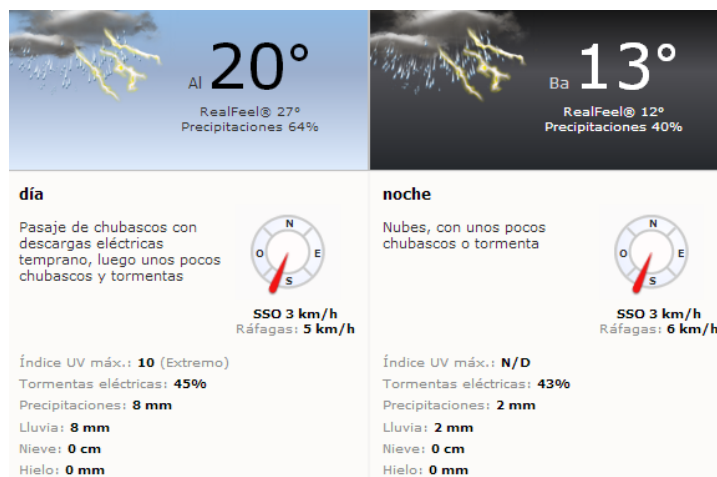 Al 20°
RealFeel® 27°
Precipitaciones 64%
día
Pasaje de chubascos con
descargas eléctricas
temprano, luego unos pocos
chubascos y tormentas
N
O E
S
SSO 3 km/h
Ráfagas: 5 km/h
Índice UV máx.: 10 (Extremo)
Tormentas eléctricas: 45%
Precipitaciones: 8 mm
Lluvia: 8 mm
Nieve: 0 cm
Hielo: 0 mm
Ba 13°
RealFeel® 12°
Precipitaciones 40%
noche
Nubes, con unos pocos
chubascos o tormenta
N
O E
S
SSO 3 km/h
Ráfagas: 6 km/h
Índice UV máx.: N/D
Tormentas eléctricas: 43%
Precipitaciones: 2 mm
Lluvia: 2 mm
Nieve: 0 cm
Hielo: 0 mm